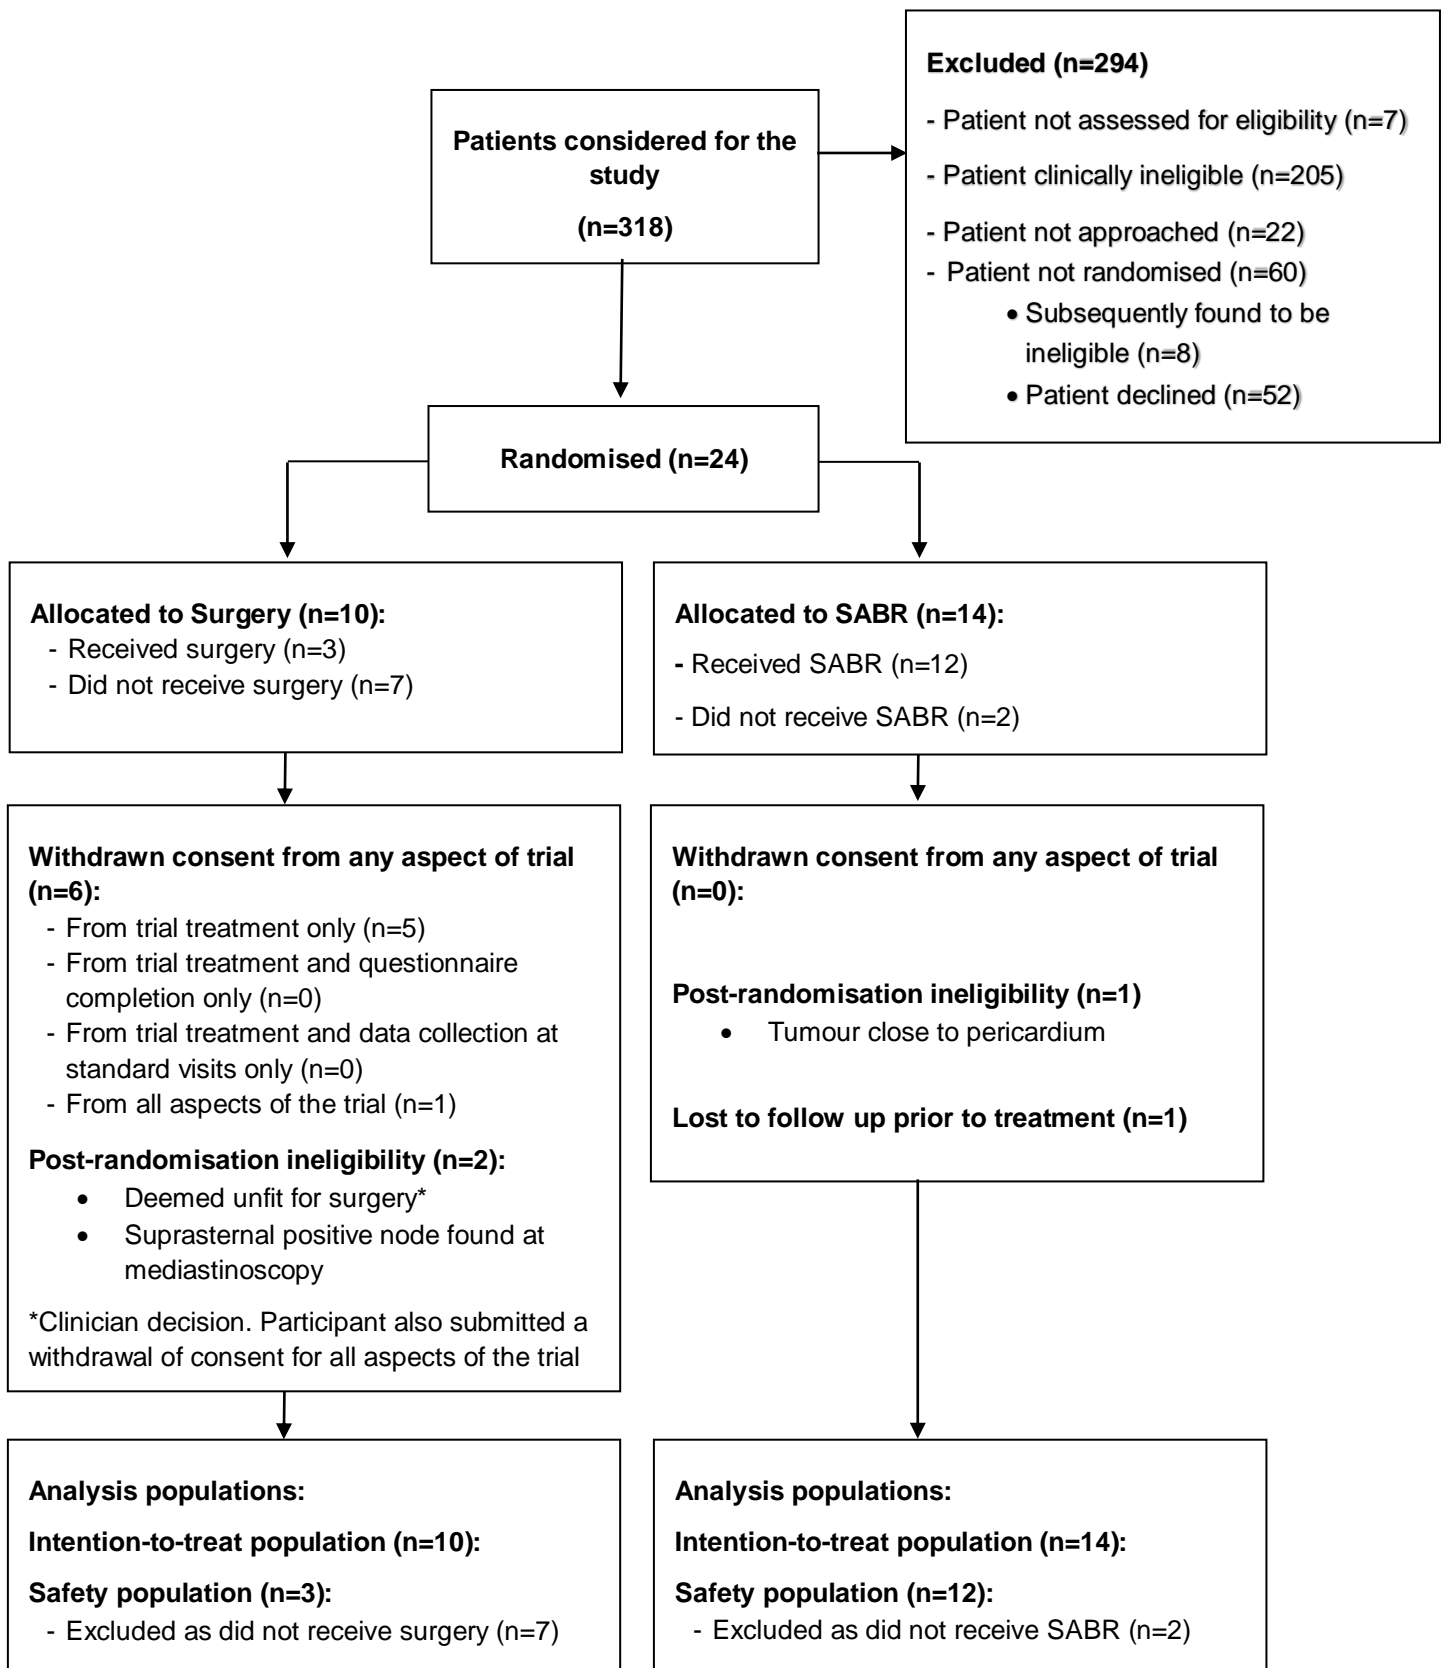 Patients considered for the
study
(n=318)
Excluded (n=294)
- Patient not assessed for eligibility (n=7)
- Patient clinically ineligible (n=205)
- Patient not approached (n=22)
- Patient not randomised (n=60)
• Subsequently found to be
ineligible (n=8)
• Patient declined (n=52)
Randomised (n=24)
Allocated to Surgery (n=10):
- Received surgery (n=3)
- Did not receive surgery (n=7)
Allocated to SABR (n=14):
- Received SABR (n=12)
- Did not receive SABR (n=2)
Withdrawn consent from any aspect of trial
(n=6):
- From trial treatment only (n=5)
- From trial treatment and questionnaire
completion only (n=0)
- From trial treatment and data collection at
standard visits only (n=0)
- From all aspects of the trial (n=1)
Post-randomisation ineligibility (n=2):
• Deemed unfit for surgery*
• Suprasternal positive node found at
mediastinoscopy
*Clinician decision. Participant also submitted a
withdrawal of consent for all aspects of the trial
Withdrawn consent from any aspect of trial
(n=0):
Post-randomisation ineligibility (n=1)
• Tumour close to pericardium
Lost to follow up prior to treatment (n=1)
Analysis populations:
Intention-to-treat population (n=10):
Safety population (n=3):
- Excluded as did not receive surgery (n=7)
Analysis populations:
Intention-to-treat population (n=14):
Safety population (n=12):
- Excluded as did not receive SABR (n=2)